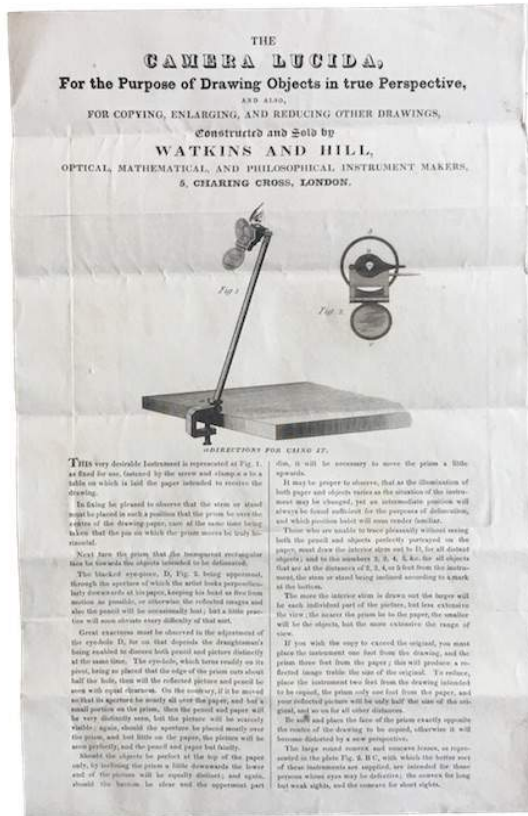 THE
CAMERA LUCIDA,
For the Purpose of Drawing Objects in true Perspective,
AND ALSO,
FOR COPYING, ENLARGING, AND REDUCING OTHER DRAWINGS,
Constructed and Sold by
WATKINS AND HILL,
OPTICAL, MATHEMATICAL, AND PHILOSOPHICAL INSTRUMENT MAKERS,
5, CHARING CROSS, LONDON.
Fig 1
Fig. 2.
DIRECTIONS FOR USING IT.
THIS very desirable Instrument is represented at Fig. 1.
as fixed for use, fastened by the screw and clamp a to a
table on which is laid the paper intended to receive the
drawing.
In fixing be pleased to observe that the stem or stand
must be placed in such a position that the prism be over the
centre of the drawing-paper, care at the same time being
taken that the pin on which the prism moves be truly ho-
rizontal.
Next turn the prism that the transparent rectangular
face be towards the objects intended to be delineated.
The blacked eye-piece, D, Fig. 2. being uppermost,
through the aperture of which the artist looks perpendicu-
larly downwards at his paper, keeping his head as free from
motion as possible, or otherwise the reflected images and
also the pencil will be occasionally lost; but a little prac-
tice will soon obviate every difficulty of that sort.
Great exactness must be observed in the adjustment of
the eye-hole D, for on that depends the draughtsman's
being enabled to discern both pencil and picture distinctly
at the same time. The eye-hole, which turns readily on its
pivot, being so placed that the edge of the prism cuts about
half the hole, then will the reflected picture and pencil be
seen with equal clearness. On the contrary, if it be moved
so that its aperture be nearly all over the paper, and but a
small portion on the prism, then the pencil and paper will
be very distinctly seen, but the picture will be scarcely
visible; again, should the aperture be placed mostly over
the prism, and but little on the paper, the picture will be
seen perfectly, and the pencil and paper but faintly.
Should the objects be perfect at the top of the paper
only, by inclining the prism a little downwards the lower
end of the picture will be equally distinct; and again,
should the bottom be clear and the uppermost part
dim, it will be necessary to move the prism a little
upwards.
It may be proper to observe, that as the illumination of
both paper and objects varies as the situation of the instru-
ment may be changed, yet an intermediate position will
always be found sufficient for the purposes of delineation,
and which position habit will soon render familiar.
Those who are unable to trace pleasantly without seeing
both the pencil and objects perfectly portrayed on the
paper, must draw the interior stem out to D, for all distant
objects; and to the numbers 2, 3, 4, 5, &c. for all objects
that are at the distances of 2, 3, 4, or 5 feet from the instru-
ment, the stem or stand being inclined according to a mark
at the bottom.
The more the interior stem is drawn out the larger will
be each individual part of the picture, but less extensive
the view; the nearer the prism to the paper, the smaller
will be the objects, but the more extensive the range of
view.
If you wish the copy to exceed the original, you must
place the instrument one foot from the drawing, and the
prism three feet from the paper; this will produce a re-
flected image treble the size of the original. To reduce,
place the instrument two feet from the drawing intended
to be copied, the prism only one foot from the paper, and
your reflected picture will be only half the size of the ori-
ginal, and so on for all other distances.
Be sure and place the face of the prism exactly opposite
the centre of the drawing to be copied, otherwise it will
become distorted by a new perspective.
The large round convex and concave lenses, as repre-
sented in the plate Fig. 2. B C, with which the better sort
of these instruments are supplied, are intended for those
persons whose eyes may be defective; the convex for long
but weak sights, and the concave for short sights.